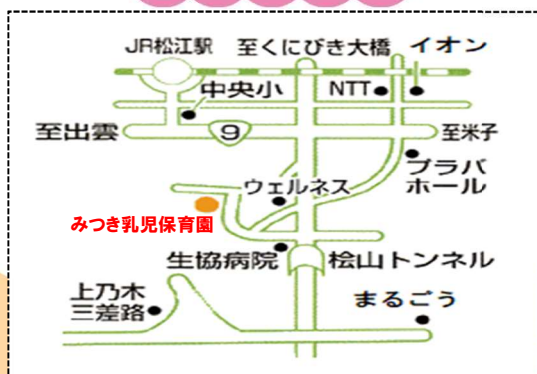 JR松江駅
至くにびき大橋
イオン
中央小
NTT
至出雲
9
至米子
プラバ
ホール
ウェルネス
みつき乳児保育園
生協病院
桧山トンネル
上乃木
三差路
まるごう